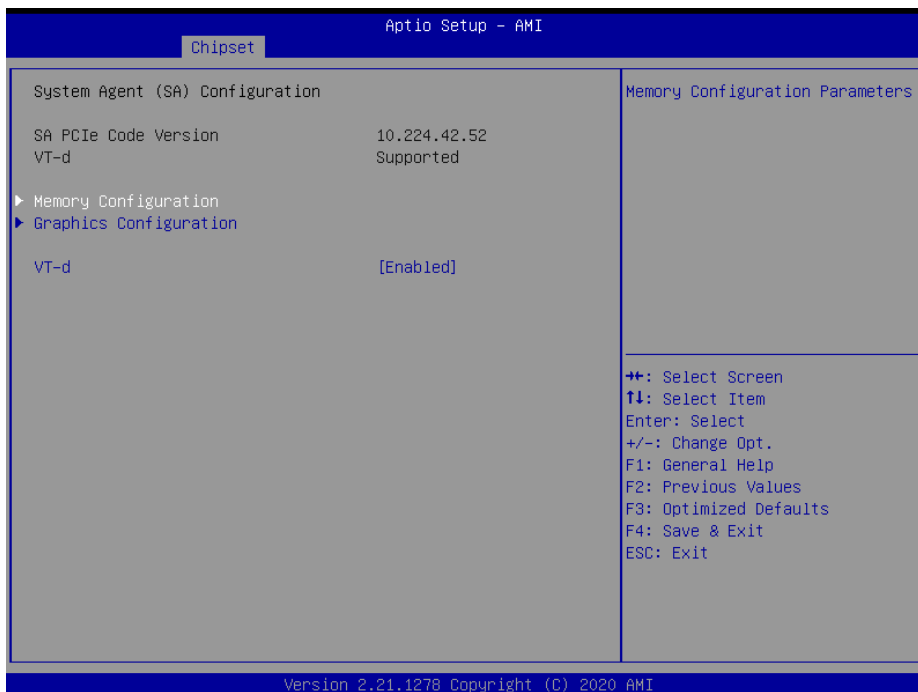 Aptio Setup – AMI
Chipset
System Agent (SA) Configuration
SA PCIe Code Version 10.224.42.52
VT-d Supported
▶ Memory Configuration
▶ Graphics Configuration
VT-d [Enabled]
Memory Configuration Parameters
→←: Select Screen
↑↓: Select Item
Enter: Select
+/-: Change Opt.
F1: General Help
F2: Previous Values
F3: Optimized Defaults
F4: Save & Exit
ESC: Exit
Version 2.21.1278 Copyright (C) 2020 AMI